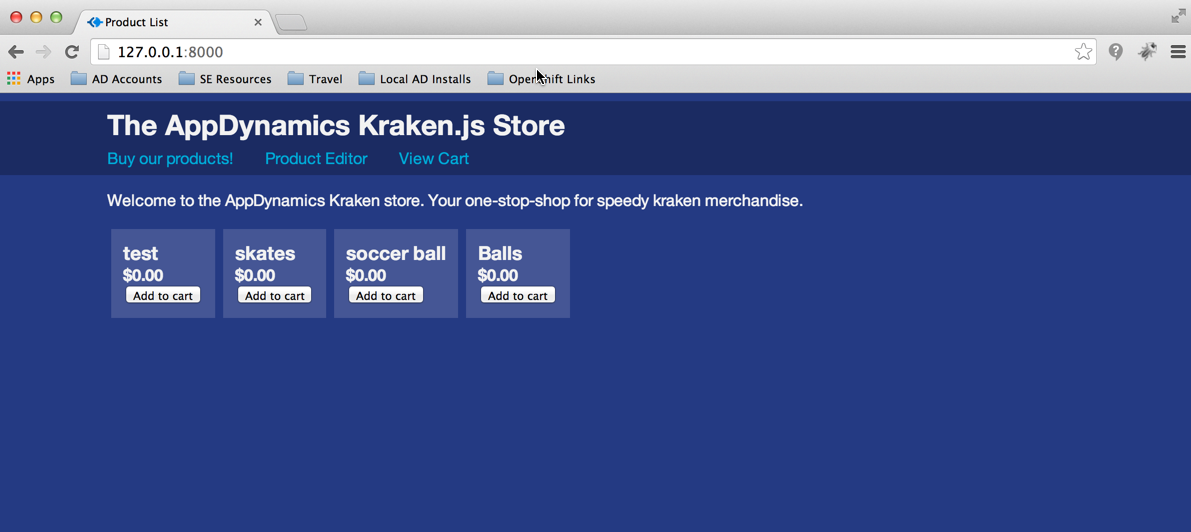 Product List
127.0.0.1:8000
Apps AD Accounts SE Resources Travel Local AD Installs OpenShift Links
The AppDynamics Kraken.js Store
Buy our products! Product Editor View Cart
Welcome to the AppDynamics Kraken store. Your one-stop-shop for speedy kraken merchandise.
test skates soccer ball Balls
$0.00 $0.00 $0.00 $0.00
Add to cart Add to cart Add to cart Add to cart